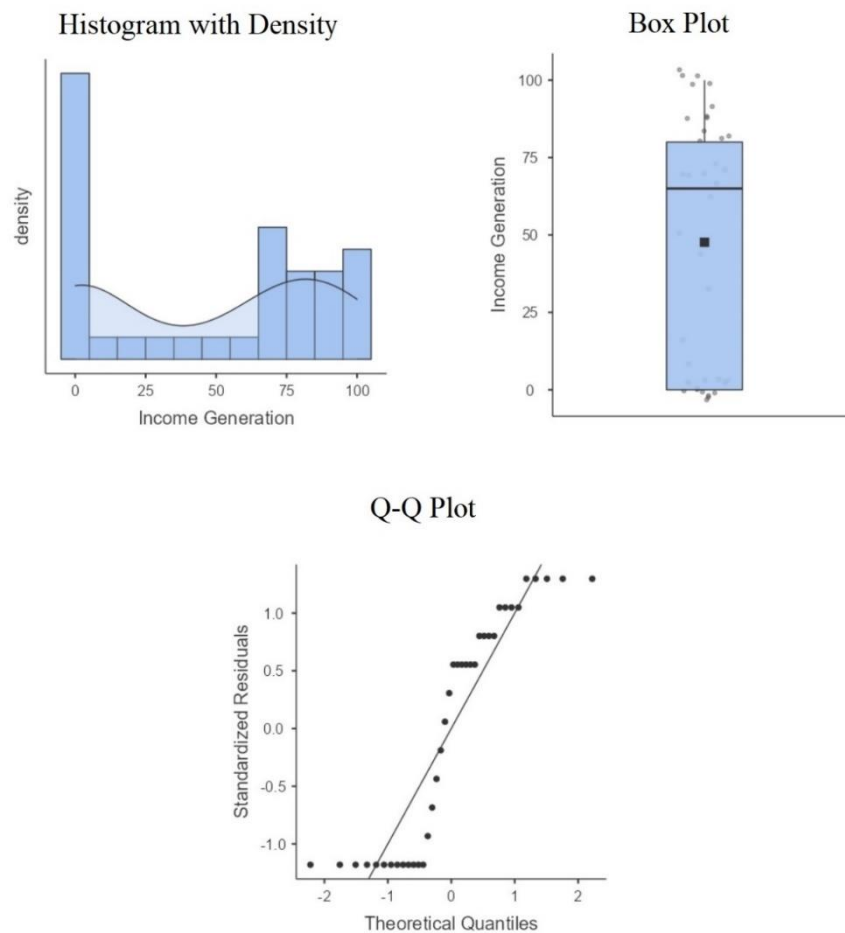 Histogram with Density
density
0 25 50 75 100
Income Generation
Box Plot
Income Generation
100
75
50
25
0
Q-Q Plot
Standardized Residuals
1.0
0.5
0.0
-0.5
-1.0
-2 -1 0 1 2
Theoretical Quantiles